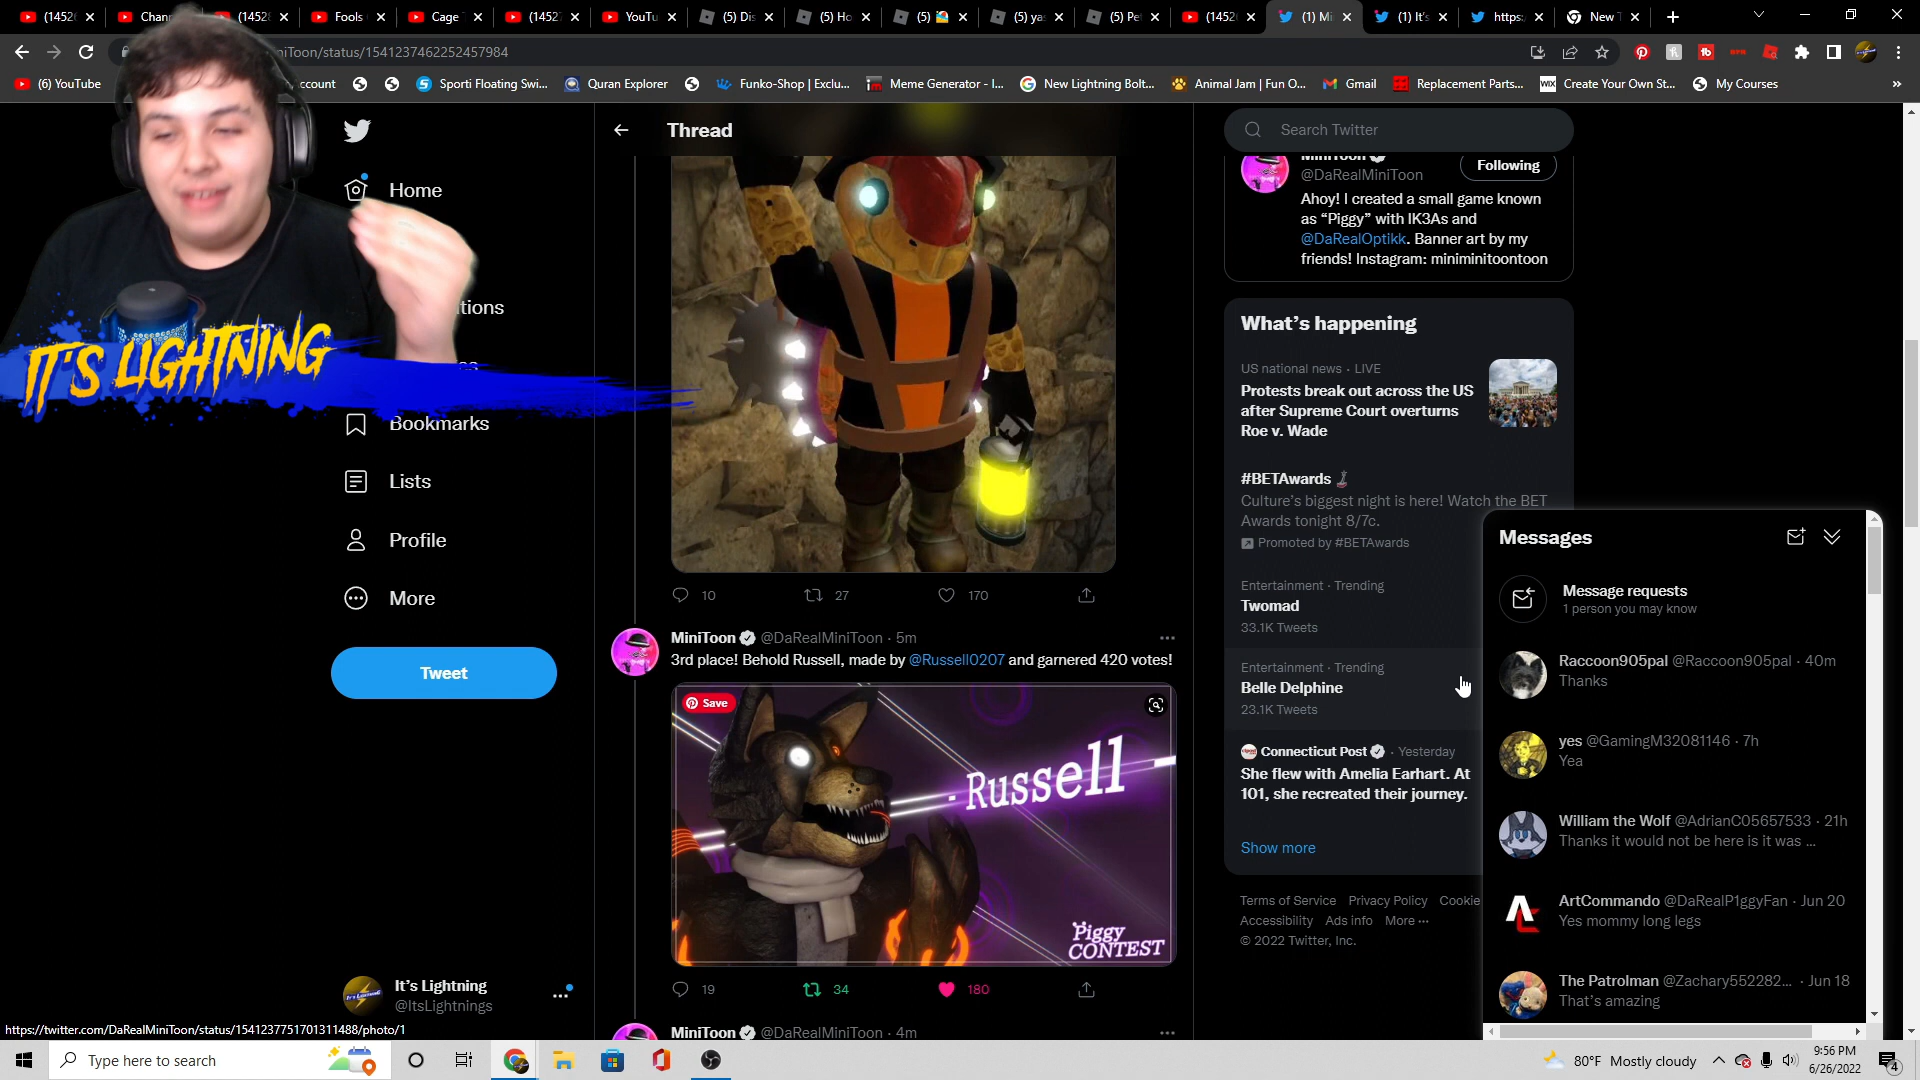 (1452
Chan
(1452
Fools
Cage
(1452
YouTu
(5) Di
(5) Ho
(5)
(5) ya
(5) Pe
(1452
(1) Mi
(1) It's
https:
New T
niToon/status/1541237462252457984
(6) YouTube
ccount
Sporti Floating Swi...
Quran Explorer
Funko-Shop | Exclu...
Meme Generator - I...
New Lightning Bolt...
Animal Jam | Fun O...
Gmail
Replacement Parts...
WIX
Create Your Own St...
My Courses
»
Home
tions
Bookmarks
Lists
Profile
More
Tweet
It's Lightning
@ItsLightnings
IT'S LIGHTNING
Thread
10
27
170
MiniToon @DaRealMiniToon · 5m
3rd place! Behold Russell, made by @Russell0207 and garnered 420 votes!
Save
- Russell -
Piggy
CONTEST
19
34
180
MiniToon @DaRealMiniToon · 4m
Search Twitter
MiniToon
@DaRealMiniToon
Following
Ahoy! I created a small game known
as “Piggy” with IK3As and
@DaRealOptikk. Banner art by my
friends! Instagram: miniminitoontoon
What's happening
US national news · LIVE
Protests break out across the US
after Supreme Court overturns
Roe v. Wade
#BETAwards
Culture's biggest night is here! Watch the BET
Awards tonight 8/7c.
Promoted by #BETAwards
Entertainment · Trending
Twomad
33.1K Tweets
Entertainment · Trending
Belle Delphine
23.1K Tweets
Connecticut Post · Yesterday
She flew with Amelia Earhart. At
101, she recreated their journey.
Show more
Terms of Service Privacy Policy Cookie
Accessibility Ads info More ...
© 2022 Twitter, Inc.
Messages
Message requests
1 person you may know
Raccoon905pal @Raccoon905pal · 40m
Thanks
yes @GamingM32081146 · 7h
Yea
William the Wolf @AdrianC05657533 · 21h
Thanks it would not be here is it was ...
ArtCommando @DaRealP1ggyFan · Jun 20
Yes mommy long legs
The Patrolman @Zachary552282... · Jun 18
That's amazing
https://twitter.com/DaRealMiniToon/status/1541237751701311488/photo/1
Type here to search
80°F Mostly cloudy
9:56 PM
6/26/2022
4